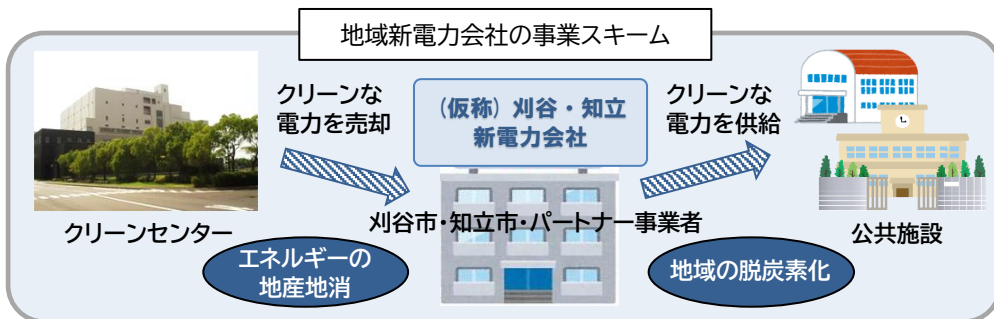 地域新電力会社の事業スキーム
クリーンな
電力を売却
(仮称) 刈谷・知立
新電力会社
クリーンな
電力を供給
クリーンセンター
刈谷市・知立市・パートナー事業者
公共施設
エネルギーの
地産地消
地域の脱炭素化